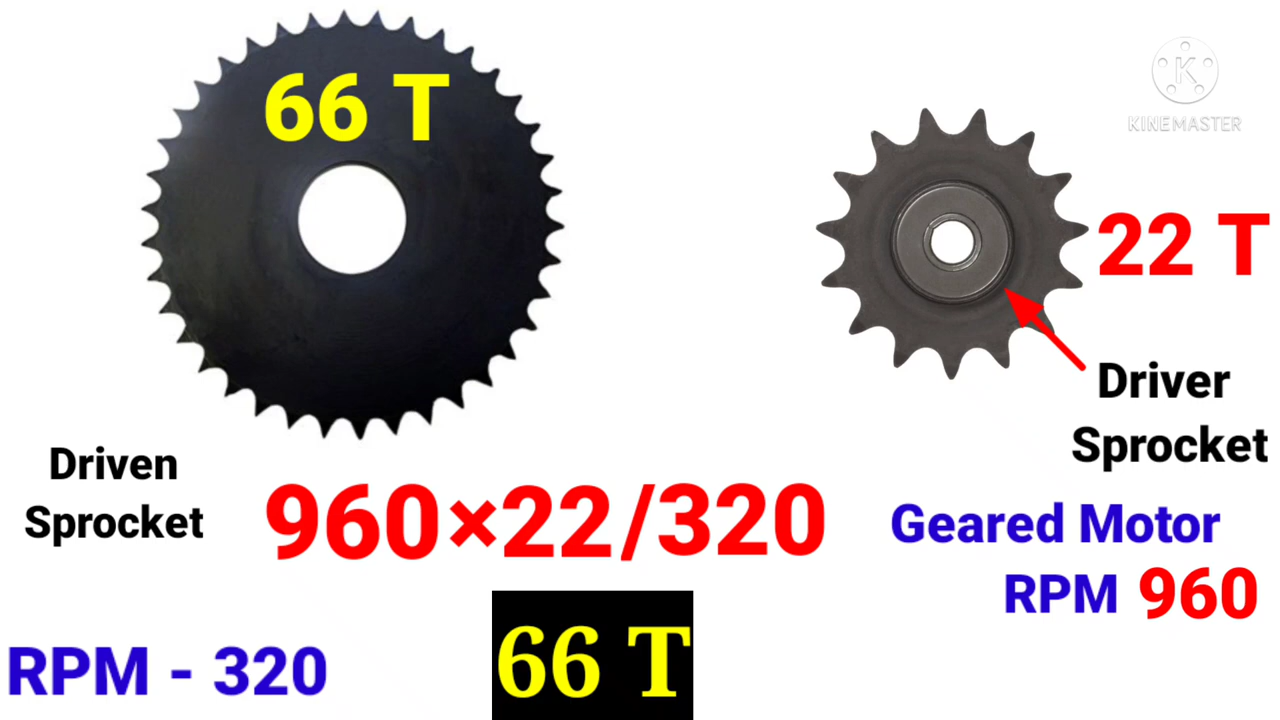 66 T
K
KINEMASTER
22 T
Driver
Sprocket
Driven
Sprocket
960×22/320
Geared Motor
RPM 960
RPM - 320
66 T